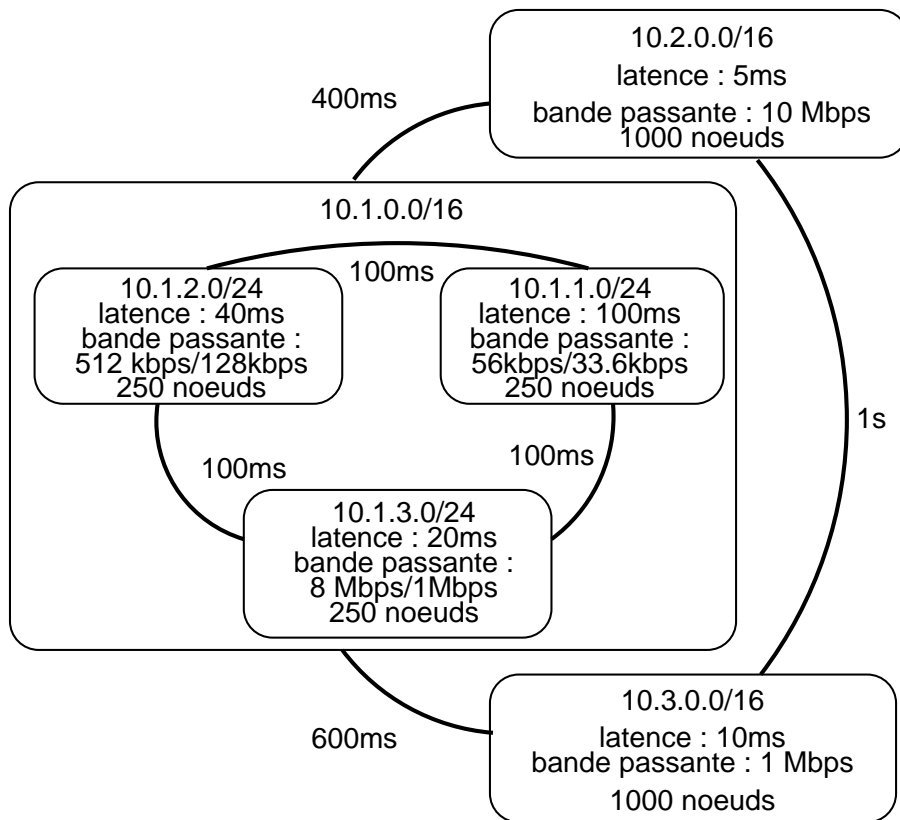 10.2.0.0/16
latence : 5ms
bande passante : 10 Mbps
1000 noeuds
400ms
10.1.0.0/16
100ms
10.1.2.0/24
latence : 40ms
bande passante :
512 kbps/128kbps
250 noeuds
10.1.1.0/24
latence : 100ms
bande passante :
56kbps/33.6kbps
250 noeuds
1s
100ms
100ms
10.1.3.0/24
latence : 20ms
bande passante :
8 Mbps/1Mbps
250 noeuds
600ms
10.3.0.0/16
latence : 10ms
bande passante : 1 Mbps
1000 noeuds